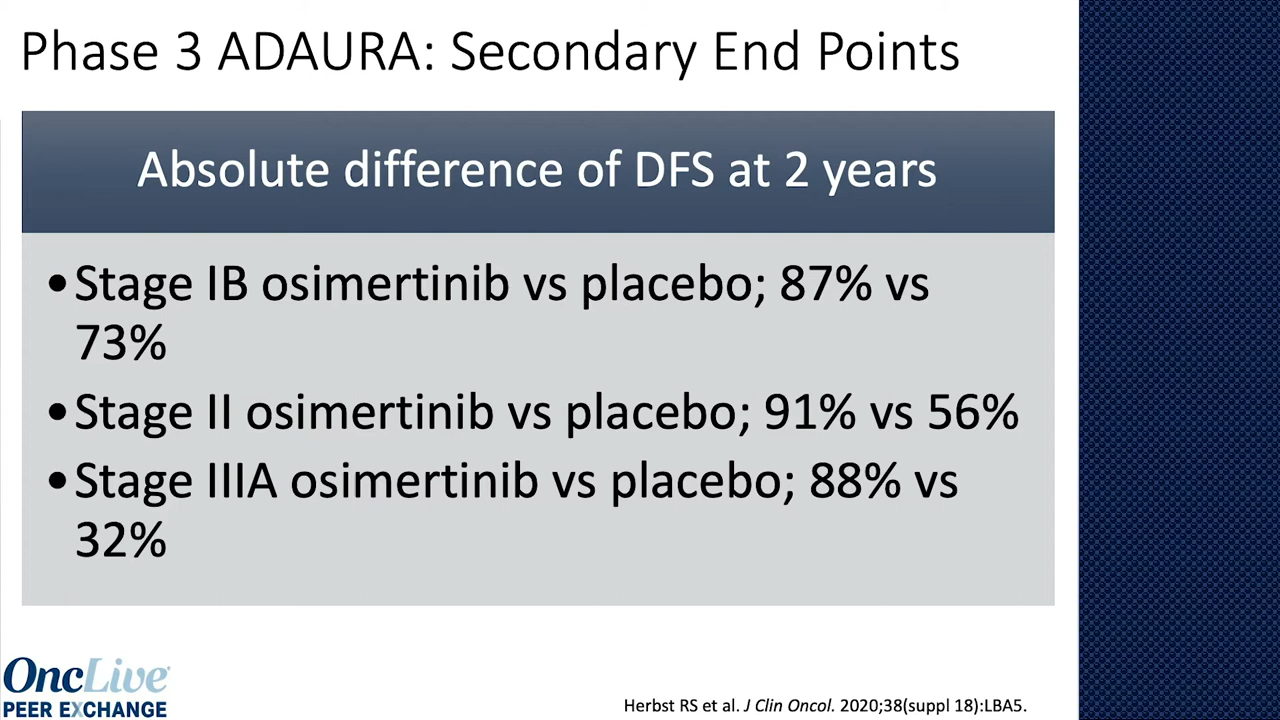 Phase 3 ADAURA: Secondary End Points
Absolute difference of DFS at 2 years
•Stage IB osimertinib vs placebo; 87% vs
73%
•Stage II osimertinib vs placebo; 91% vs 56%
•Stage IIIA osimertinib vs placebo; 88% vs
32%
OncLive®
PEER EXCHANGE
Herbst RS et al. J Clin Oncol. 2020;38(suppl 18):LBA5.